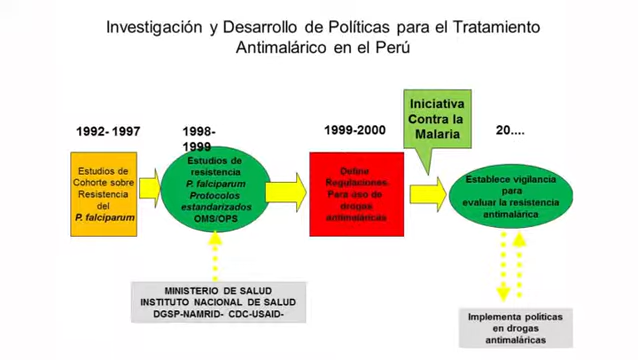 Investigación y Desarrollo de Políticas para el Tratamiento
Antimalárico en el Perú
1992- 1997
Estudios de
Cohorte sobre
Resistencia
del
P. falciparum
1998-
1999
Estudios de
resistencia
P. falciparum
Protocolos
estandarizados
OMS/OPS
MINISTERIO DE SALUD
INSTITUTO NACIONAL DE SALUD
DGSP-NAMRID- CDC-USAID-
1999-2000
Define
Regulaciones.
Para uso de
drogas
antimaláricas
Iniciativa
Contra la
Malaria
20....
Establece vigilancia
para
evaluar la resistencia
antimalárica
Implementa políticas
en drogas
antimaláricas